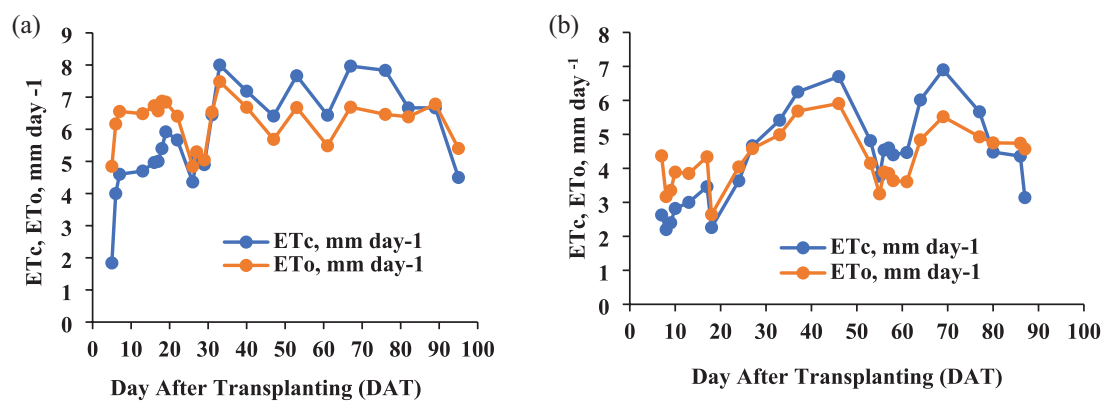 (a)
ETc, ETo, mm day -1
9
8
7
6
5
4
3
2
1
0
0 10 20 30 40 50 60 70 80 90 100
Day After Transplanting (DAT)
ETc, mm day-1
ETo, mm day-1
(b)
ETc, ETo, mm day -1
8
7
6
5
4
3
2
1
0
0 10 20 30 40 50 60 70 80 90 100
Day After Transplanting (DAT)
ETc, mm day-1
ETo, mm day-1